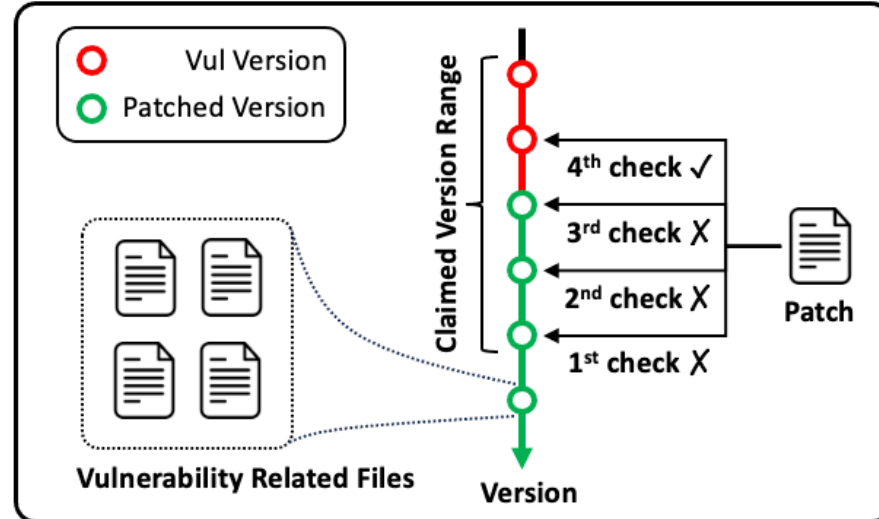 Vul Version
Patched Version
Claimed Version Range
4th check ✓
3rd check ✗
2nd check ✗
1st check ✗
Patch
Vulnerability Related Files
Version